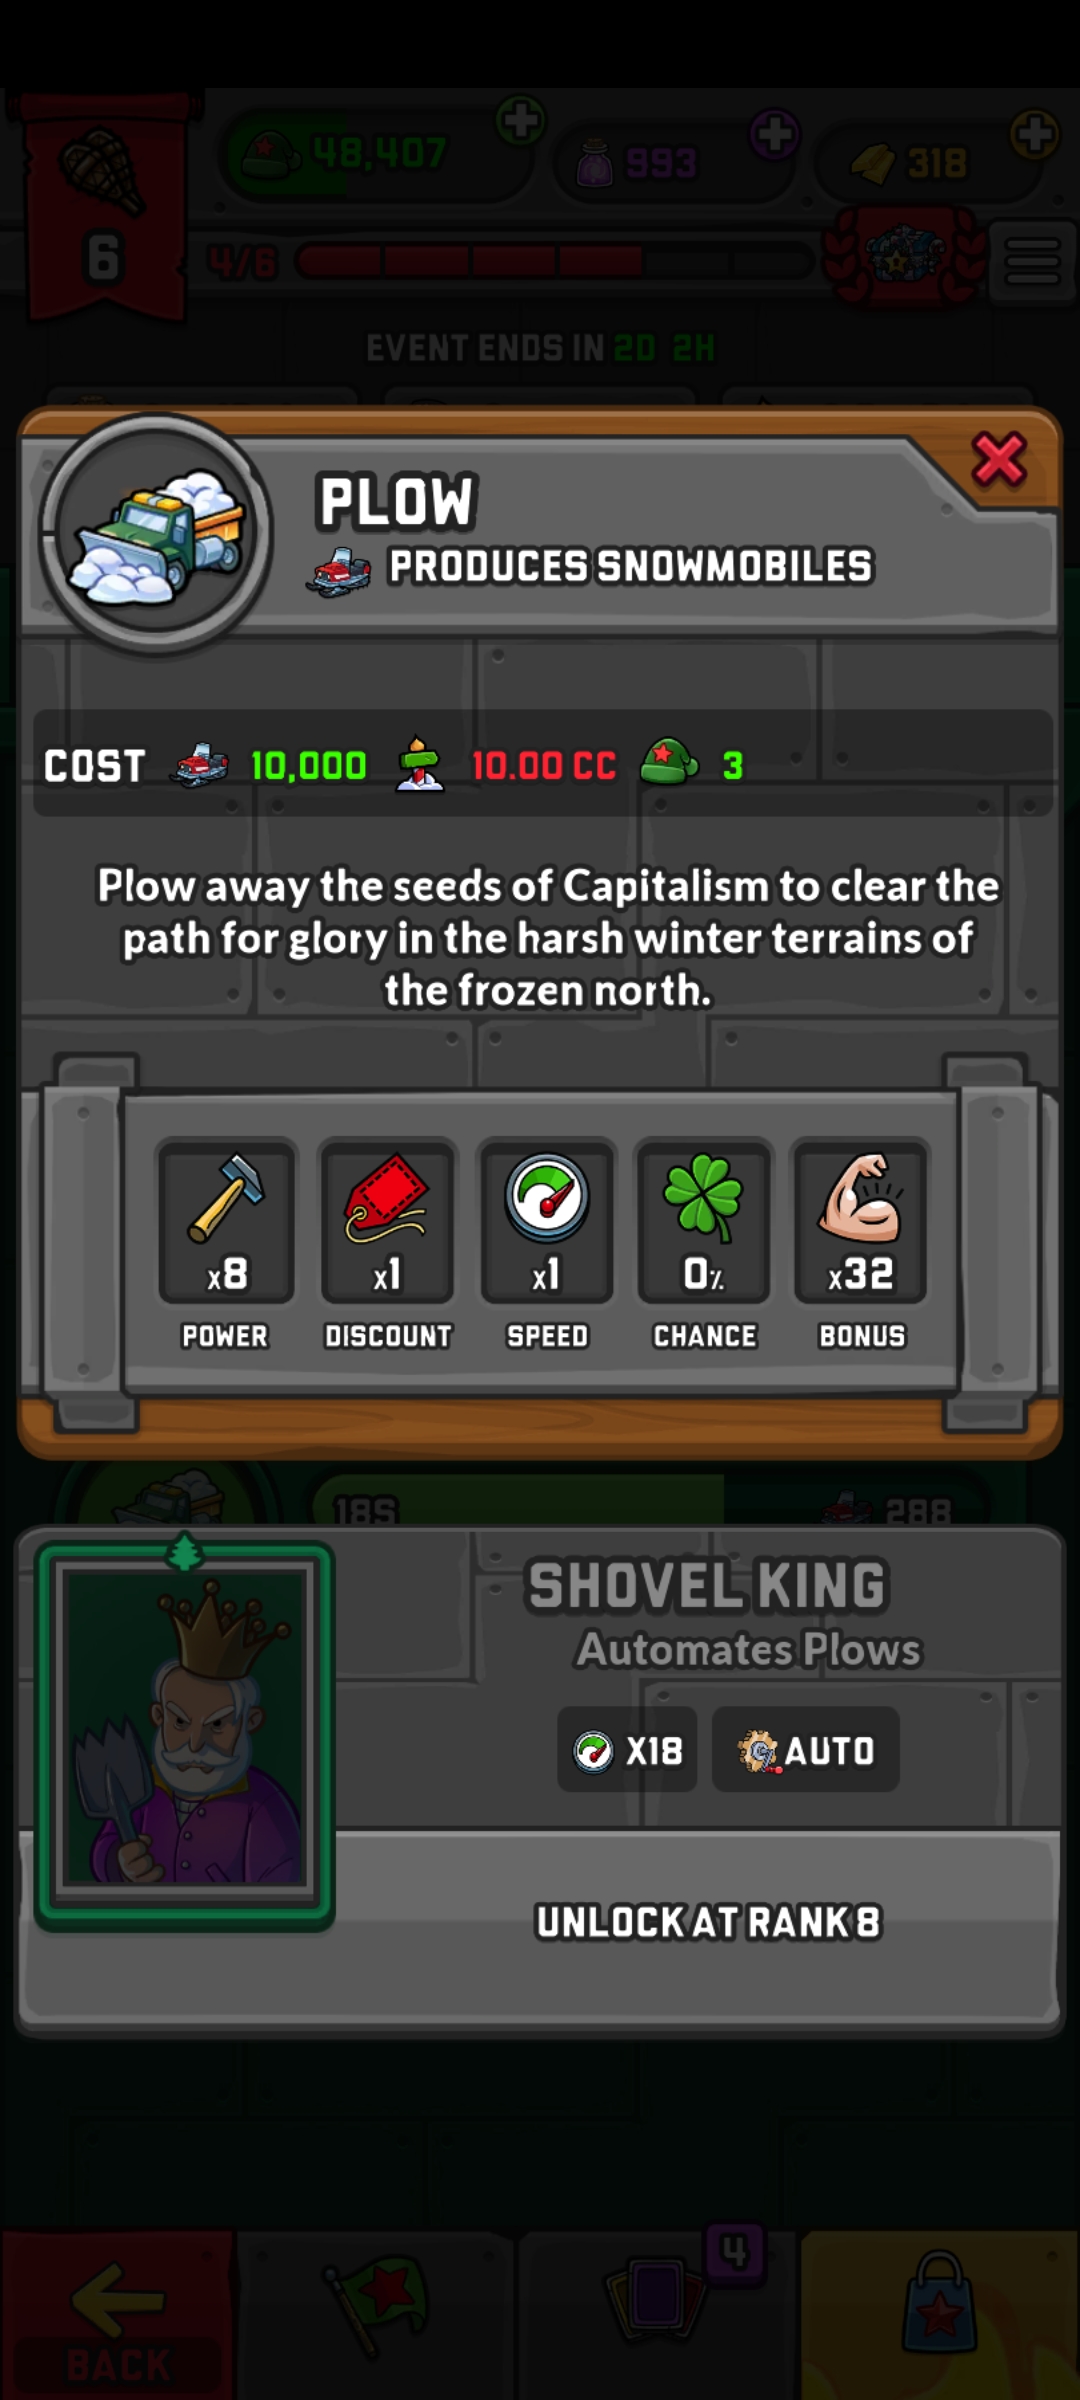 48,407
993
318
6
4/6
EVENT ENDS IN 2D 2H
PLOW
PRODUCES SNOWMOBILES
COST 10,000 10.00 CC 3
Plow away the seeds of Capitalism to clear the
path for glory in the harsh winter terrains of
the frozen north.
x8 x1 x1 0% x32
POWER DISCOUNT SPEED CHANCE BONUS
18S 288
SHOVEL KING
Automates Plows
X18 AUTO
UNLOCK AT RANK 8
4
BACK